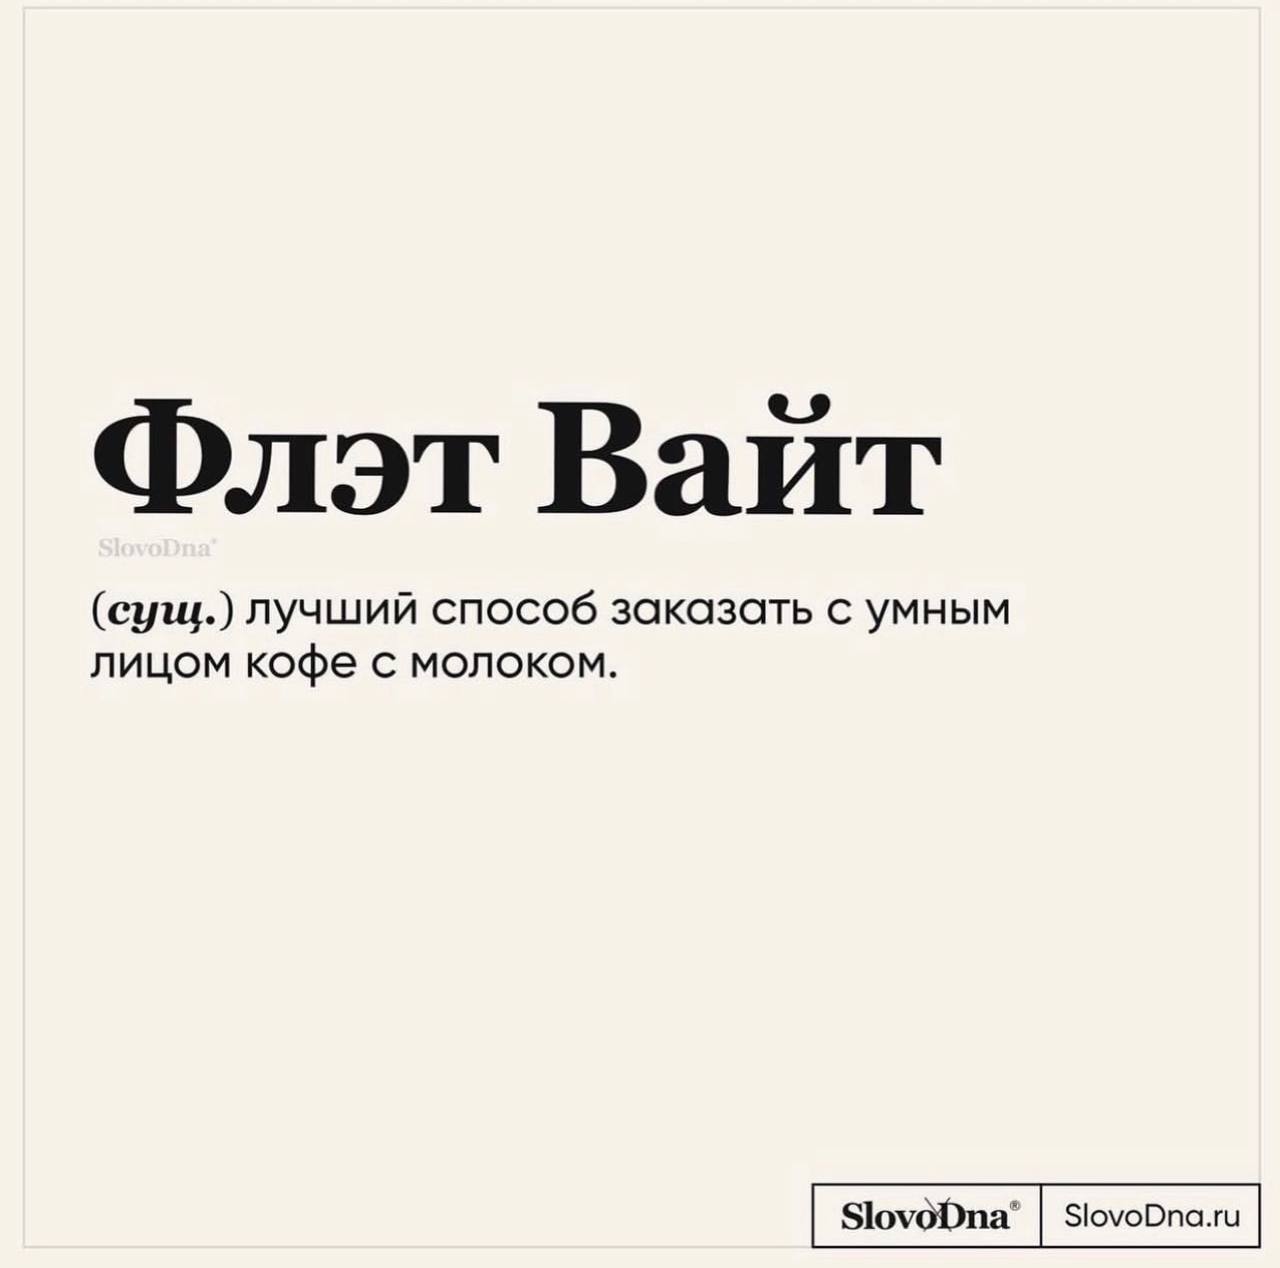 Флэт Вайт
SlovoDna®
(сущ.) лучший способ заказать с умным
лицом кофе с молоком.
SlovoDna® SlovoDna.ru